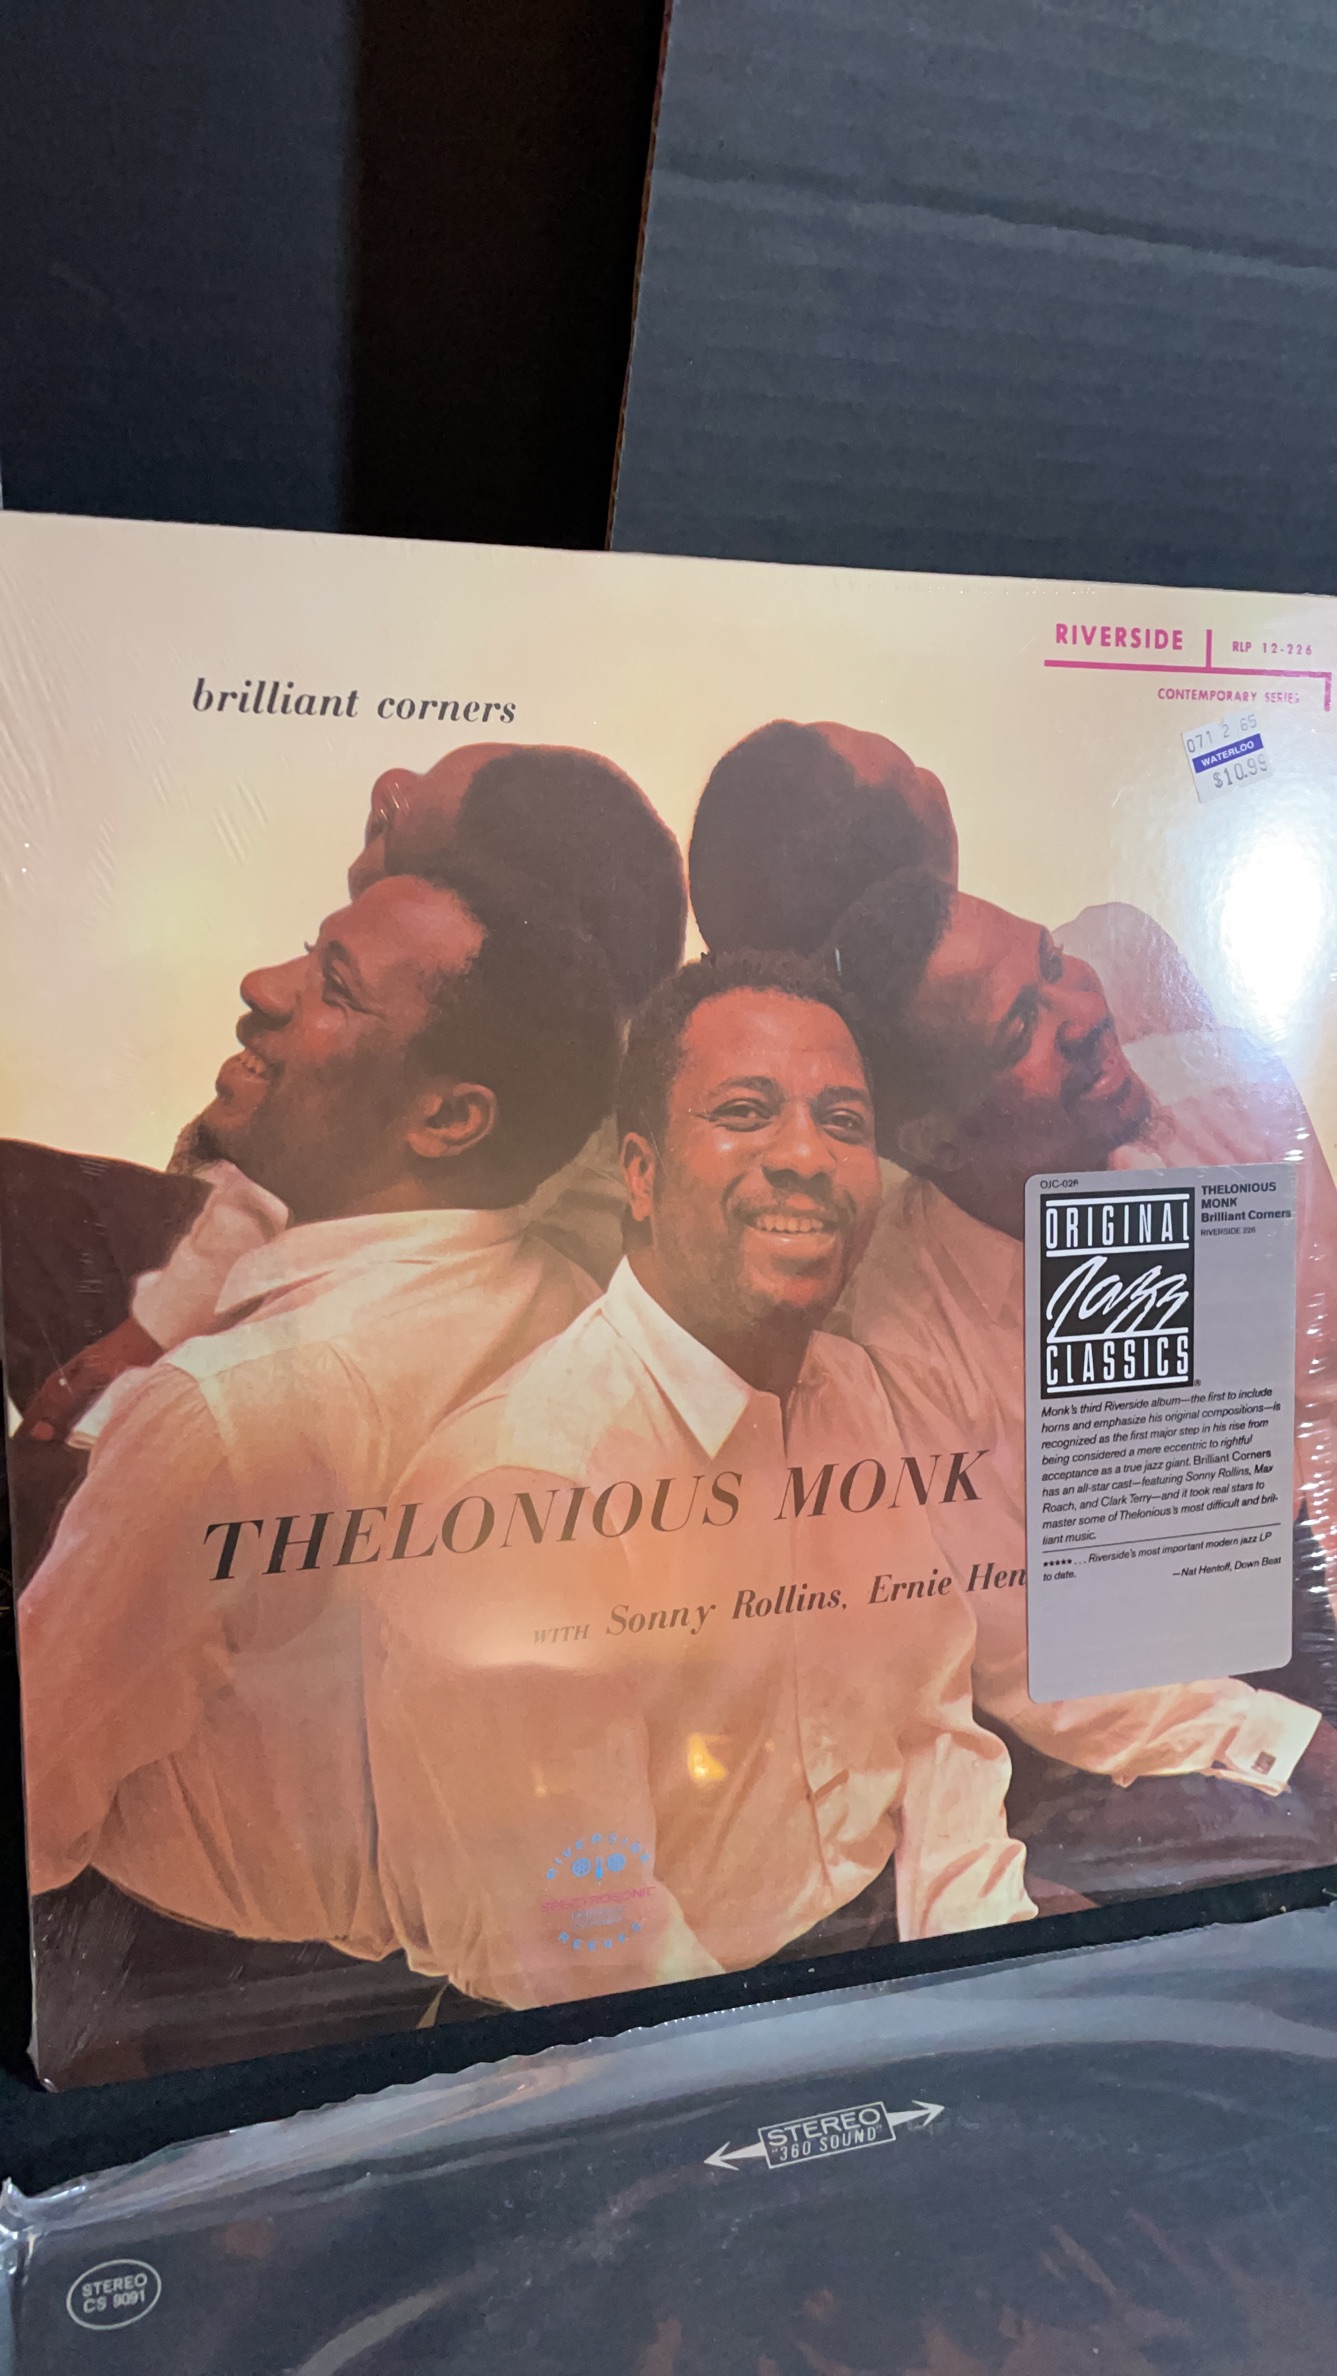 brilliant corners
RIVERSIDE
RLP 12-226
CONTEMPORARY SERIES
071 2 65
WATERLOO
$10.99
OJC-026
ORIGINAL
Jazz
CLASSICS
THELONIOUS
MONK
Brilliant Corners
RIVERSIDE 226
Monk's third Riverside album—the first to include
horns and emphasize his original compositions—is
recognized as the first major step in his rise from
being considered a mere eccentric to rightful
acceptance as a true jazz giant. Brilliant Corners
has an all-star cast—featuring Sonny Rollins, Max
Roach, and Clark Terry—and it took real stars to
master some of Thelonious's most difficult and bril-
liant music.
★★★★★ ... Riverside's most important modern jazz LP
to date.
—Nat Hentoff, Down Beat
THELONIOUS MONK
WITH Sonny Rollins, Ernie Hen
RIVERSIDE
SPECTROSONIC
REEVES
STEREO
"360 SOUND"
STEREO
CS 9091